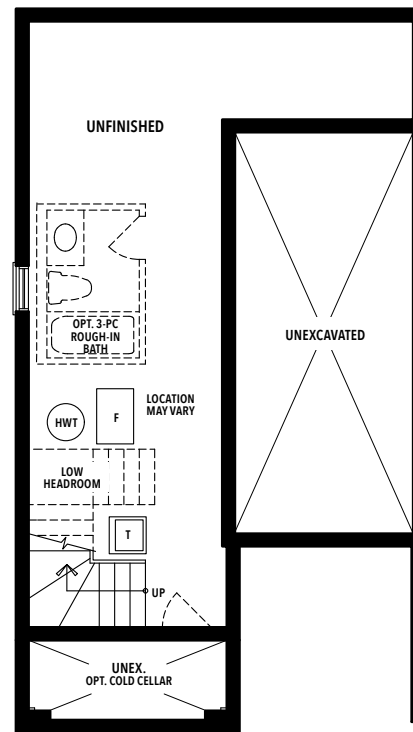 UNFINISHED
OPT. 3-PC
ROUGH-IN
BATH
UNEXCAVATED
LOCATION
MAY VARY
HWT
F
LOW
HEADROOM
T
UP
UNEX.
OPT. COLD CELLAR